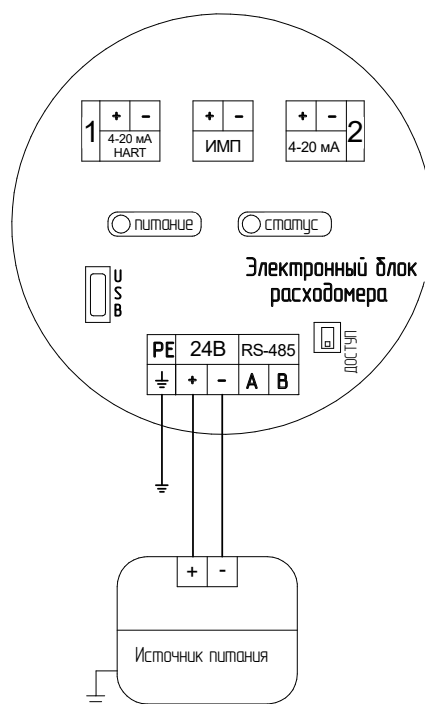 1 + - + - + - 2
4-20 мА
HART
ИМП
4-20 мА
питание
статус
USB
Электронный блок
расходомера
PE 24В RS-485
+ - A B
ДОСТУП
+ -
Источник питания